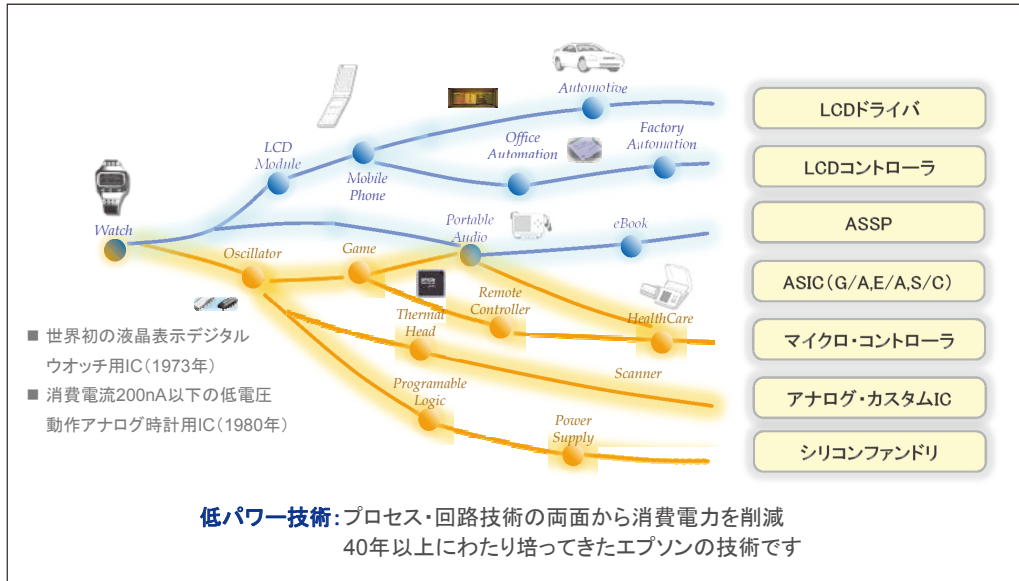 Automotive
LCD
Module
Office
Automation
Factory
Automation
Mobile
Phone
Watch
Portable
Audio
eBook
Oscillator
Game
Remote
Controller
Thermal
Head
HealthCare
Scanner
Programable
Logic
Power
Supply
LCDドライバ
LCDコントローラ
ASSP
ASIC(G/A,E/A,S/C)
マイクロ・コントローラ
アナログ・カスタムIC
シリコンファンドリ
■ 世界初の液晶表示デジタル
ウオッチ用IC(1973年)
■ 消費電流200nA以下の低電圧
動作アナログ時計用IC(1980年)
低パワー技術:プロセス・回路技術の両面から消費電力を削減
40年以上にわたり培ってきたエプソンの技術です